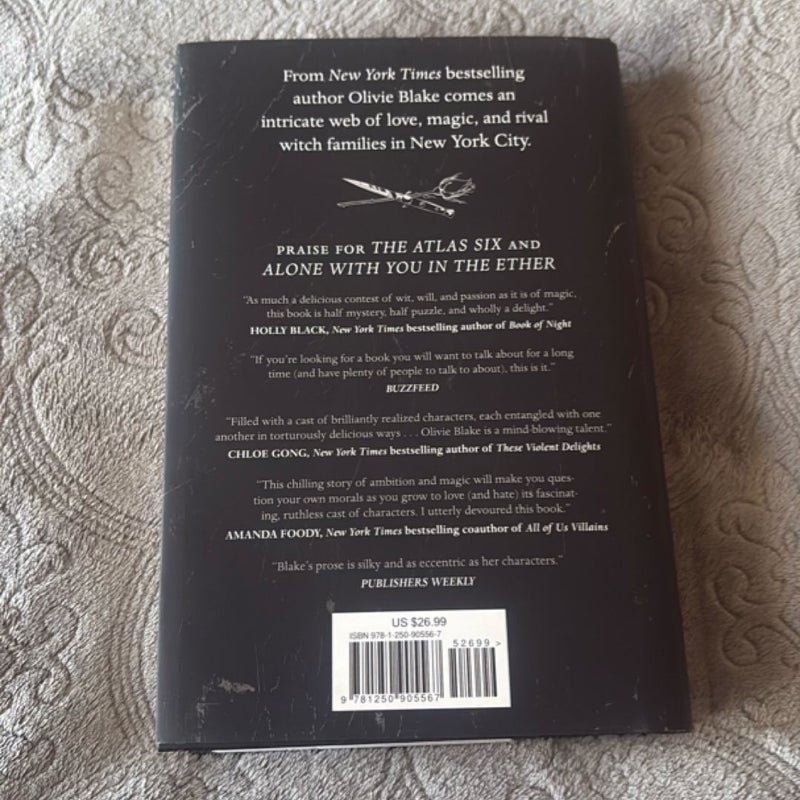 From New York Times bestselling
author Olivie Blake comes an
intricate web of love, magic, and rival
witch families in New York City.
PRAISE FOR THE ATLAS SIX AND
ALONE WITH YOU IN THE ETHER
"As much a delicious contest of wit, will, and passion as it is of magic,
this book is half mystery, half puzzle, and wholly a delight."
HOLLY BLACK, New York Times bestselling author of Book of Night
"If you're looking for a book you will want to talk about for a long
time (and have plenty of people to talk to about), this is it."
BUZZFEED
"Filled with a cast of brilliantly realized characters, each entangled with one
another in torturously delicious ways . . . Olivie Blake is a mind-blowing talent."
CHLOE GONG, New York Times bestselling author of These Violent Delights
"This chilling story of ambition and magic will make you ques-
tion your own morals as you grow to love (and hate) its fascinat-
ing, ruthless cast of characters. I utterly devoured this book."
AMANDA FOODY, New York Times bestselling coauthor of All of Us Villains
"Blake's prose is silky and as eccentric as her characters."
PUBLISHERS WEEKLY
US $26.99
ISBN 978-1-250-90556-7
52699 >
9 781250 905567